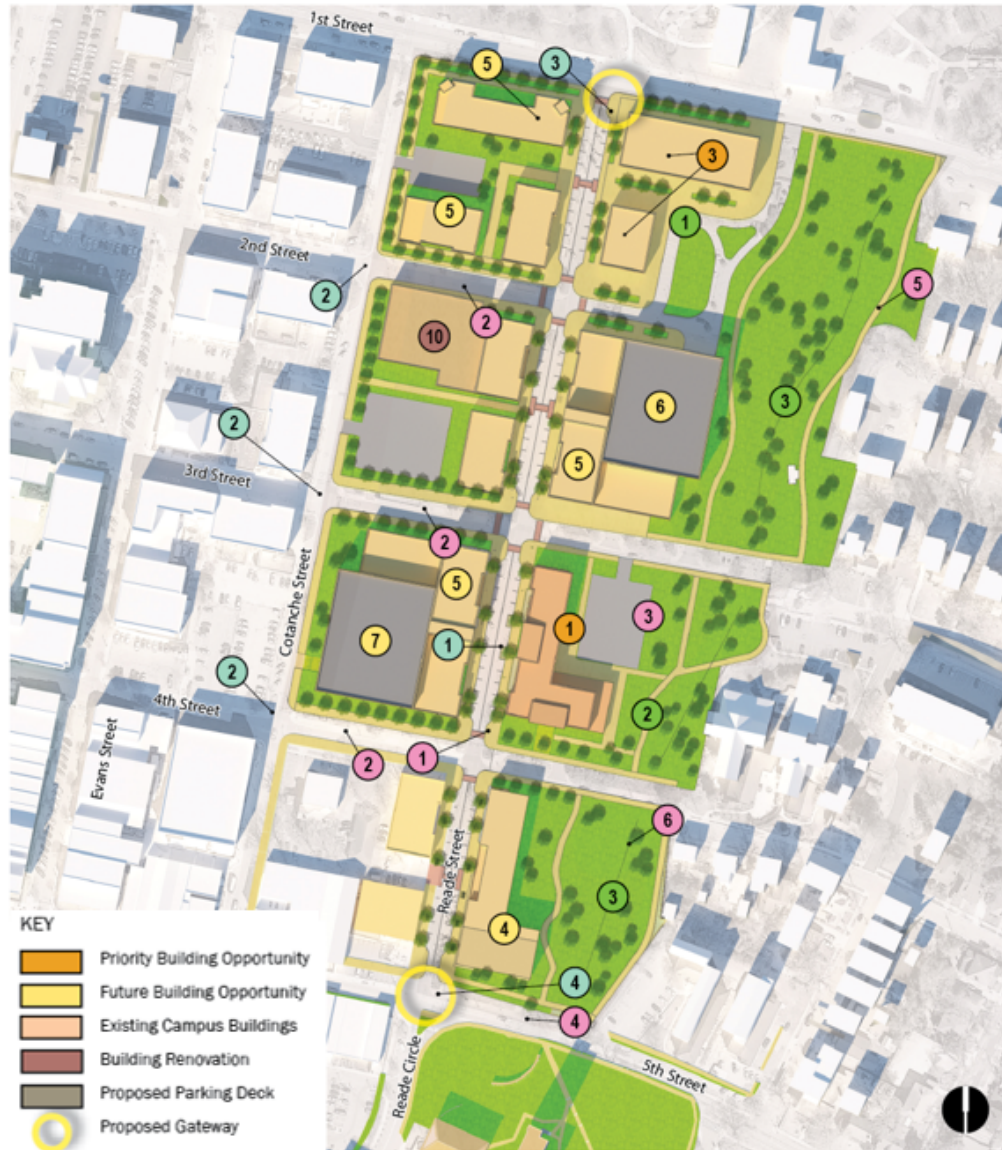 1st Street
5
3
3
5
1
2nd Street
2
2
5
10
3
6
2
5
3rd Street
2
5
3
1
7
1
Cotanche Street
2
4th Street
2
2
1
Evans Street
6
Reade Street
3
4
KEY
Priority Building Opportunity
Future Building Opportunity
Existing Campus Buildings
Building Renovation
Proposed Parking Deck
Proposed Gateway
4
4
5th Street
Reade Circle